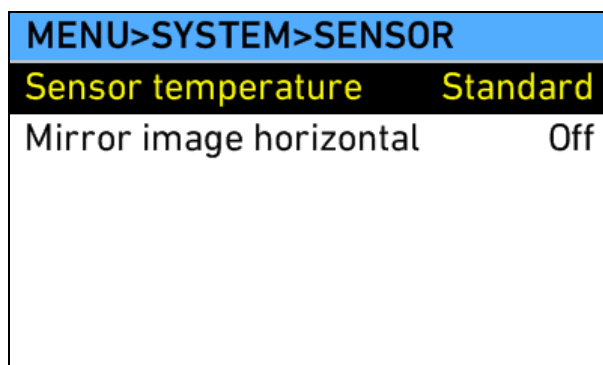 MENU>SYSTEM>SENSOR
Sensor temperature Standard
Mirror image horizontal Off